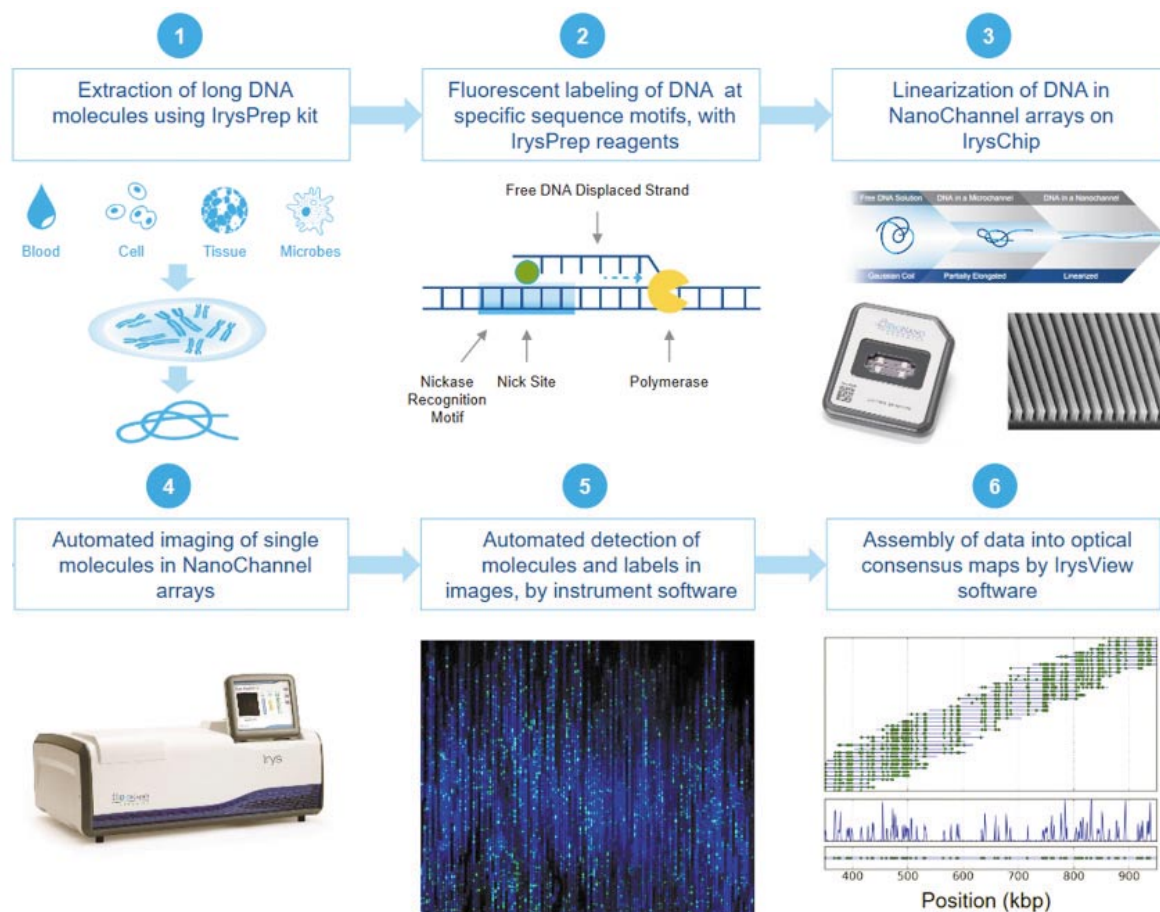 1
Extraction of long DNA
molecules using IrysPrep kit
Blood
Cell
Tissue
Microbes
2
Fluorescent labeling of DNA at
specific sequence motifs, with
IrysPrep reagents
Free DNA Displaced Strand
Nickase
Recognition
Motif
Nick Site
Polymerase
3
Linearization of DNA in
NanoChannel arrays on
IrysChip
Free DNA Solution
DNA in a Microchannel
DNA in a Nanochannel
Gaussian Coil
Partially Elongated
Linearized
4
Automated imaging of single
molecules in NanoChannel
arrays
Irys
5
Automated detection of
molecules and labels in
images, by instrument software
6
Assembly of data into optical
consensus maps by IrysView
software
400
500
600
700
800
900
Position (kbp)